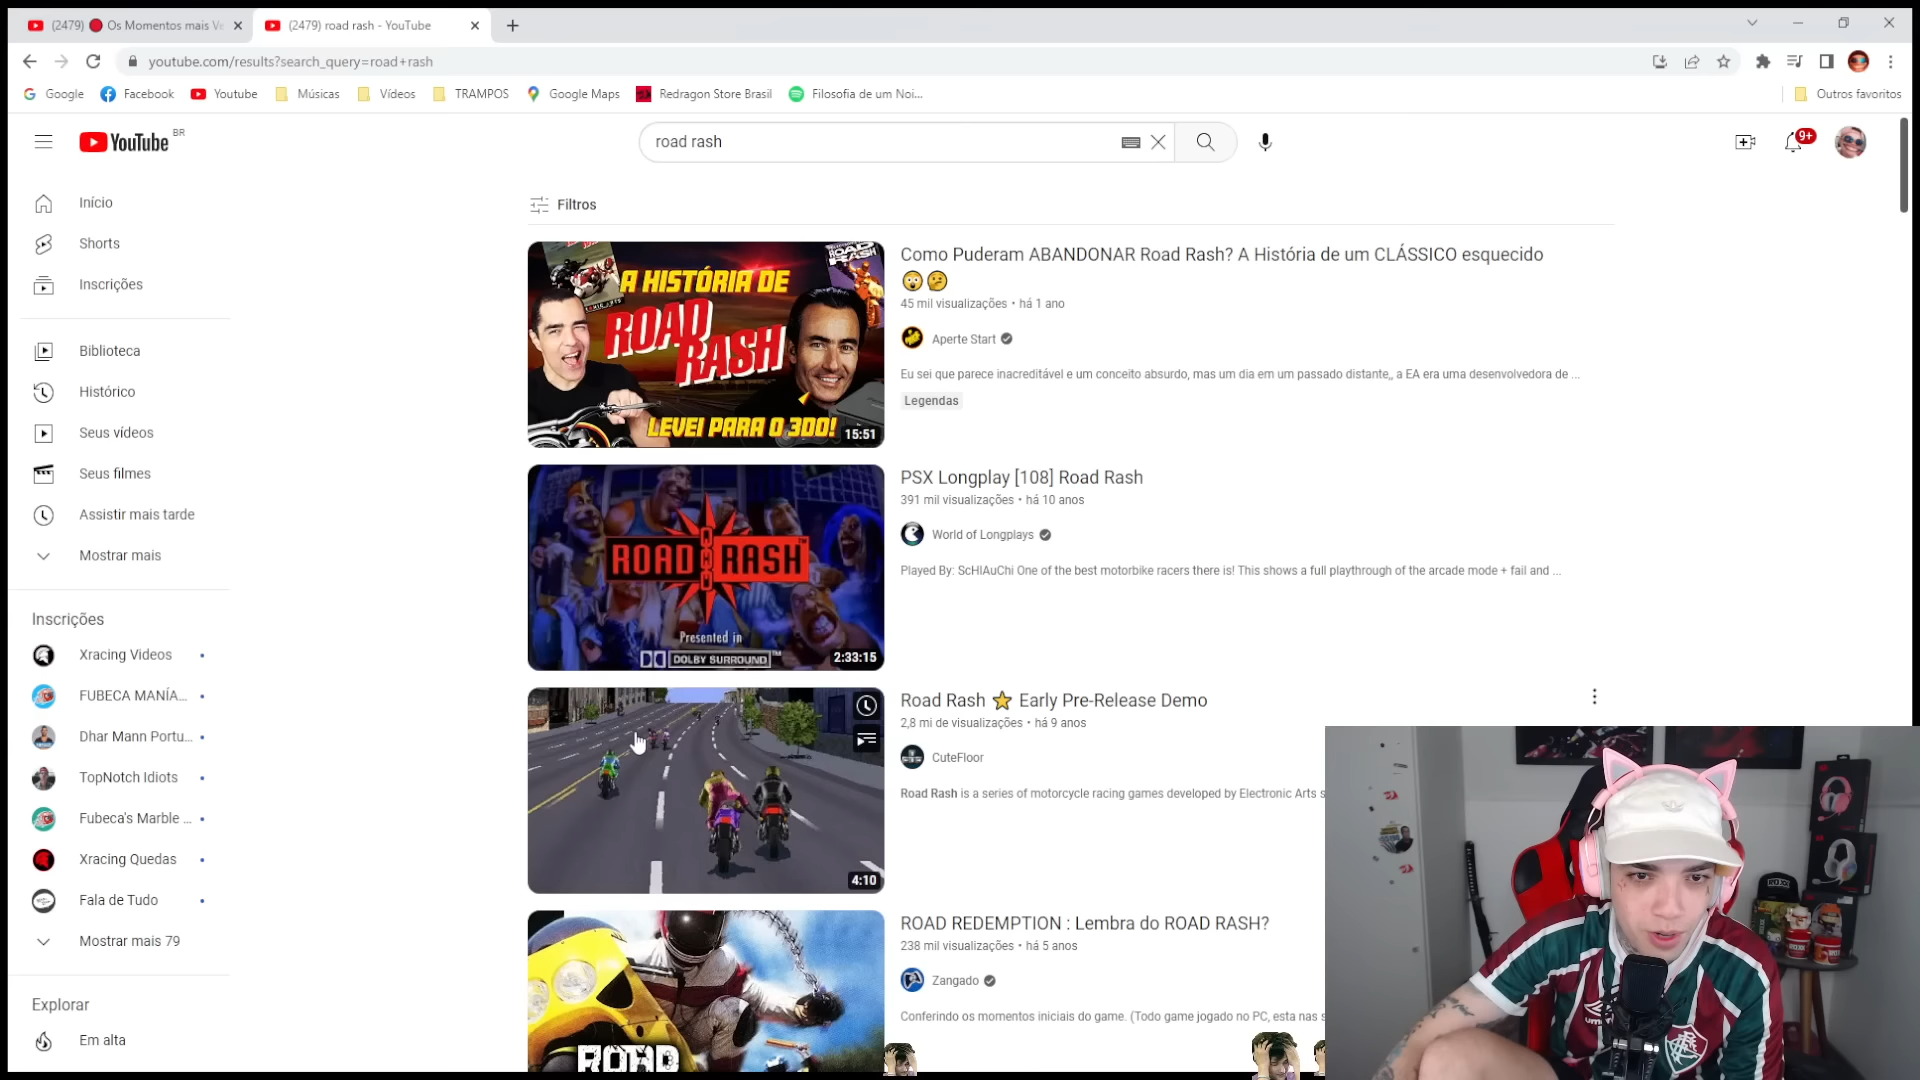 (2479) 🔴 Os Momentos mais Ve
(2479) road rash - YouTube
youtube.com/results?search_query=road+rash
Google
Facebook
Youtube
Músicas
Vídeos
TRAMPOS
Google Maps
Redragon Store Brasil
Filosofia de um Noi...
Outros favoritos
YouTube BR
road rash
9+
Início
Shorts
Inscrições
Biblioteca
Histórico
Seus vídeos
Seus filmes
Assistir mais tarde
Mostrar mais
Inscrições
Xracing Videos
FUBECA MANÍA...
Dhar Mann Portu...
TopNotch Idiots
Fubeca's Marble ...
Xracing Quedas
Fala de Tudo
Mostrar mais 79
Explorar
Em alta
Filtros
A HISTÓRIA DE
ROAD
RASH
LEVEI PARA O 3DO!
15:51
Como Puderam ABANDONAR Road Rash? A História de um CLÁSSICO esquecido
😲🤔
45 mil visualizações • há 1 ano
Aperte Start
Eu sei que parece inacreditável e um conceito absurdo, mas um dia em um passado distante,, a EA era uma desenvolvedora de ...
Legendas
ROAD RASH™
Presented in
DOLBY SURROUND™
2:33:15
PSX Longplay [108] Road Rash
391 mil visualizações • há 10 anos
World of Longplays
Played By: ScHlAuChi One of the best motorbike racers there is! This shows a full playthrough of the arcade mode + fail and ...
4:10
Road Rash ⭐ Early Pre-Release Demo
2,8 mi de visualizações • há 9 anos
CuteFloor
Road Rash is a series of motorcycle racing games developed by Electronic Arts s
ROAD
ROAD REDEMPTION : Lembra do ROAD RASH?
238 mil visualizações • há 5 anos
Zangado
Conferindo os momentos iniciais do game. (Todo game jogado no PC, esta nas s